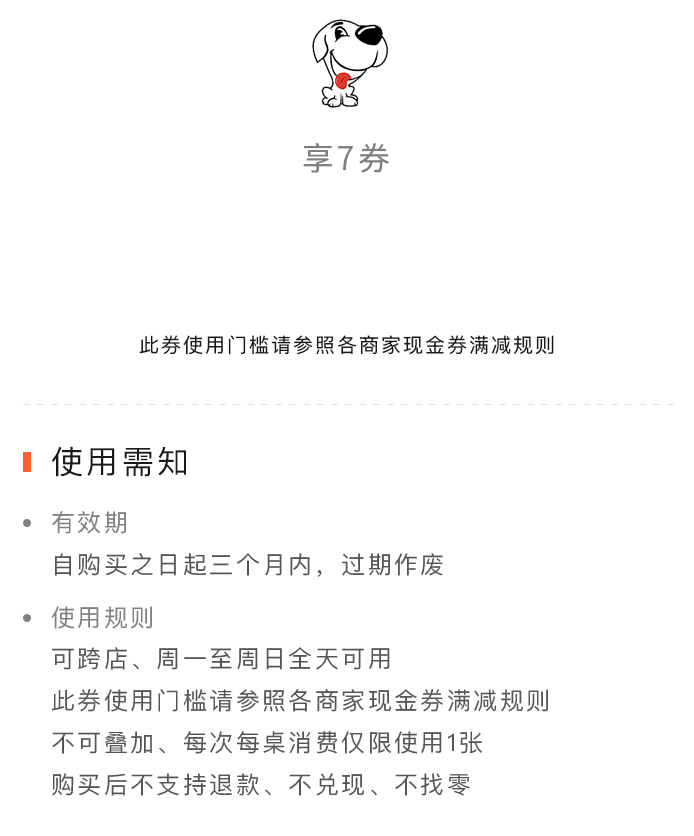 享7券
此券使用门槛请参照各商家现金券满减规则
使用需知
有效期
自购买之日起三个月内，过期作废
使用规则
可跨店、周一至周日全天可用
此券使用门槛请参照各商家现金券满减规则
不可叠加、每次每桌消费仅限使用1张
购买后不支持退款、不兑现、不找零